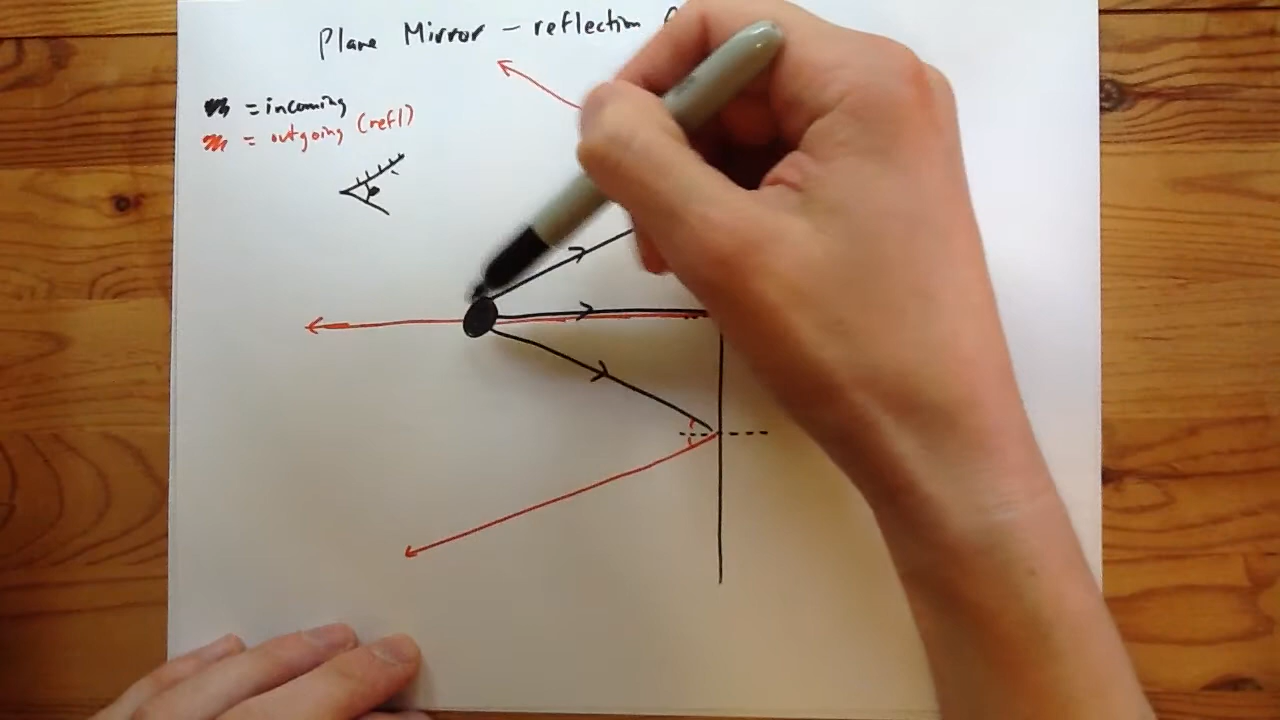 Plane Mirror – reflection
= incoming
= outgoing (refl)